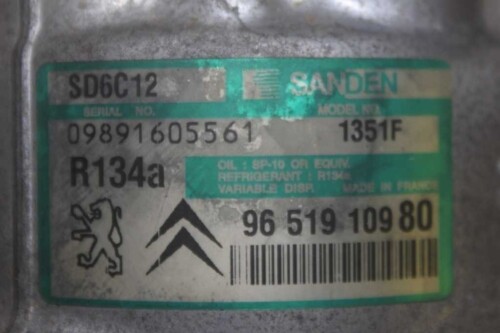 SD6C12 SANDEN
SERIAL NO. MODEL NO.
09891605561 1351F
R134a
OIL : SP-10 OR EQUIV.
REFRIGERANT : R134a
VARIABLE DISP. MADE IN FRANCE
96 519 109 80